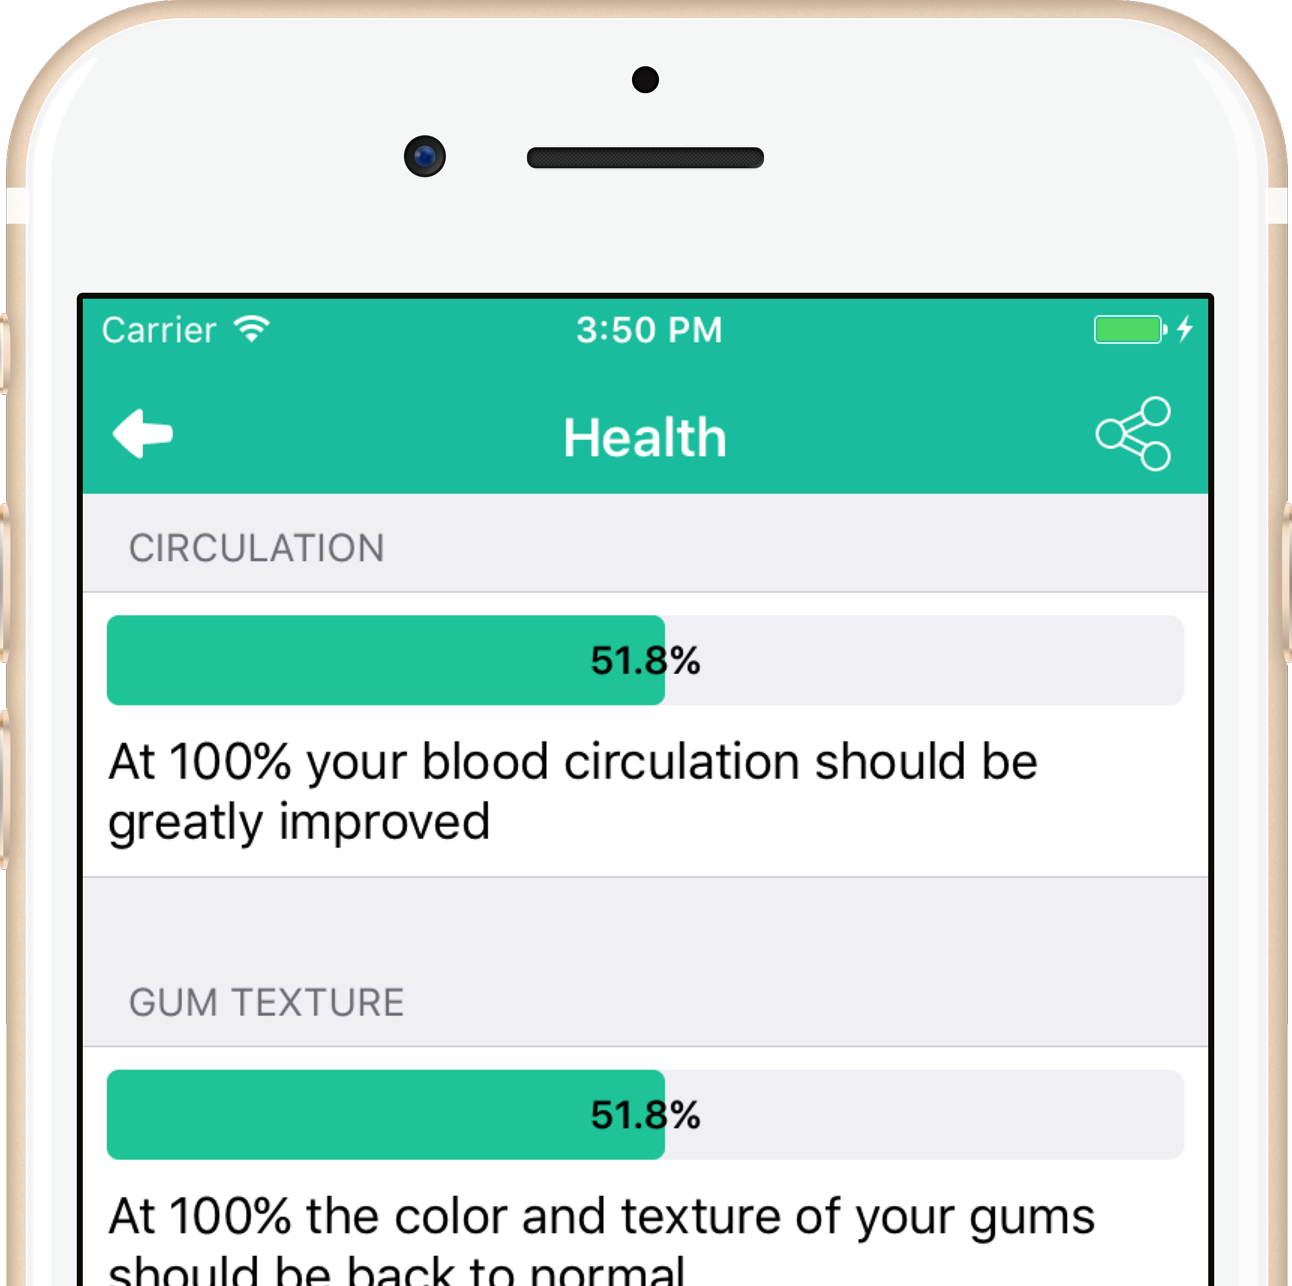 Carrier 3:50 PM
Health
CIRCULATION
51.8%
At 100% your blood circulation should be
greatly improved
GUM TEXTURE
51.8%
At 100% the color and texture of your gums
should be back to normal